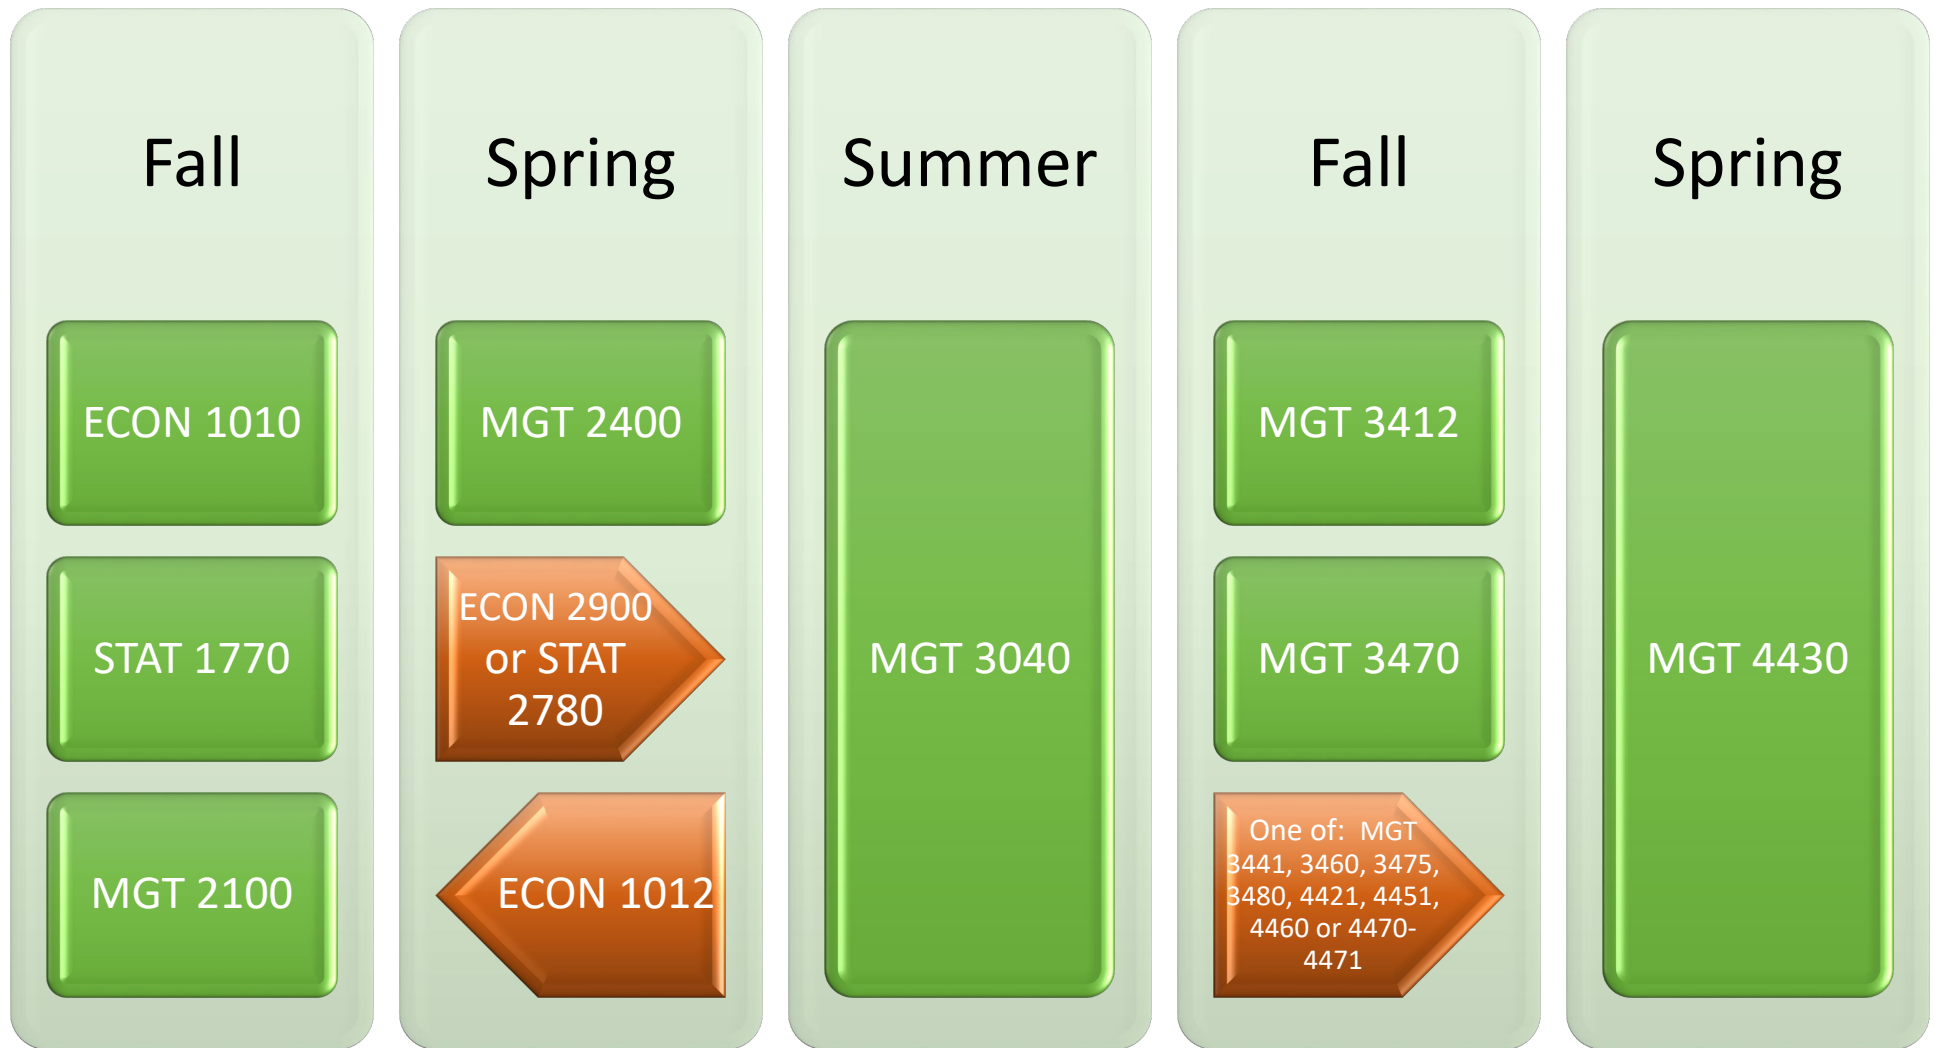 Fall
ECON 1010
STAT 1770
MGT 2100
Spring
MGT 2400
ECON 2900
or STAT
2780
ECON 1012
Summer
MGT 3040
Fall
MGT 3412
MGT 3470
One of:  MGT
3441, 3460, 3475,
3480, 4421, 4451,
4460 or 4470-
4471
Spring
MGT 4430